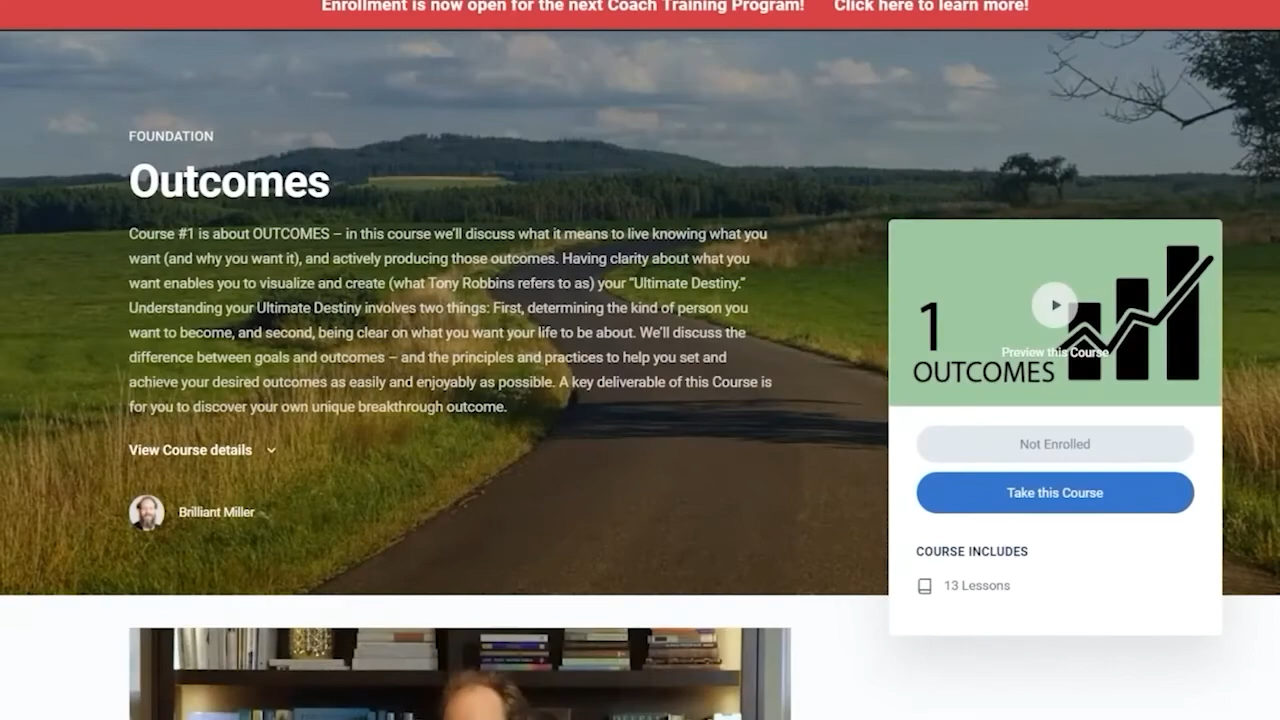 Enrollment is now open for the next Coach Training Program! Click here to learn more!
FOUNDATION
Outcomes
Course #1 is about OUTCOMES – in this course we'll discuss what it means to live knowing what you
want (and why you want it), and actively producing those outcomes. Having clarity about what you
want enables you to visualize and create (what Tony Robbins refers to as) your “Ultimate Destiny.”
Understanding your Ultimate Destiny involves two things: First, determining the kind of person you
want to become, and second, being clear on what you want your life to be about. We'll discuss the
difference between goals and outcomes – and the principles and practices to help you set and
achieve your desired outcomes as easily and enjoyably as possible. A key deliverable of this Course is
for you to discover your own unique breakthrough outcome.
View Course details
Brilliant Miller
1
Preview this Course
OUTCOMES
Not Enrolled
Take this Course
COURSE INCLUDES
13 Lessons